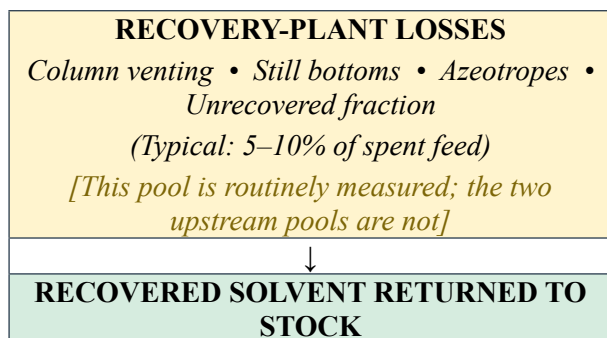 RECOVERY-PLANT LOSSES
Column venting • Still bottoms • Azeotropes •
Unrecovered fraction
(Typical: 5–10% of spent feed)
[This pool is routinely measured; the two
upstream pools are not]
↓
RECOVERED SOLVENT RETURNED TO
STOCK